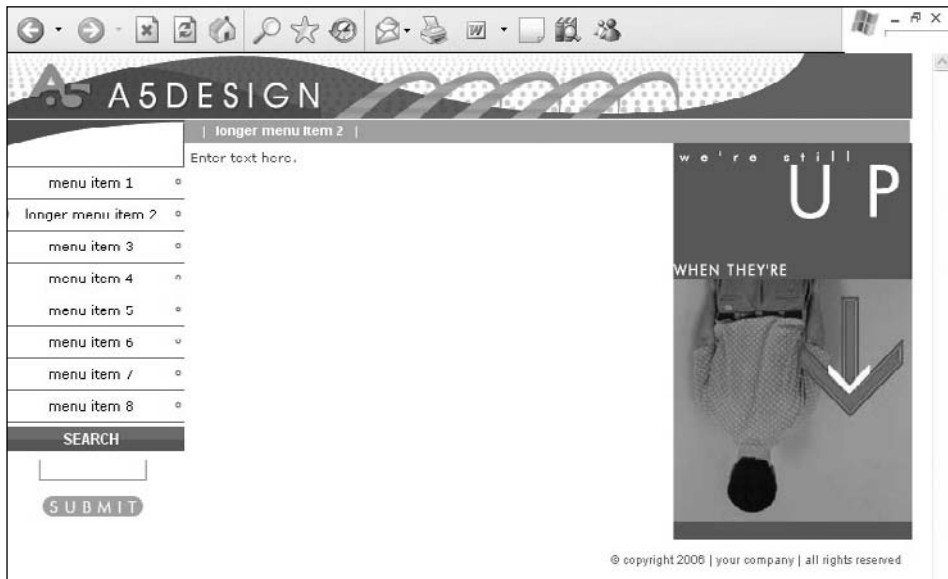 W
A5 A5DESIGN
| longer menu item 2 |
Enter text here.
menu item 1
longer menu item 2
menu item 3
menu item 4
menu item 5
menu item 6
menu item 7
menu item 8
SEARCH
SUBMIT
we're still
UP
WHEN THEY'RE
© copyright 2006 | your company | all rights reserved